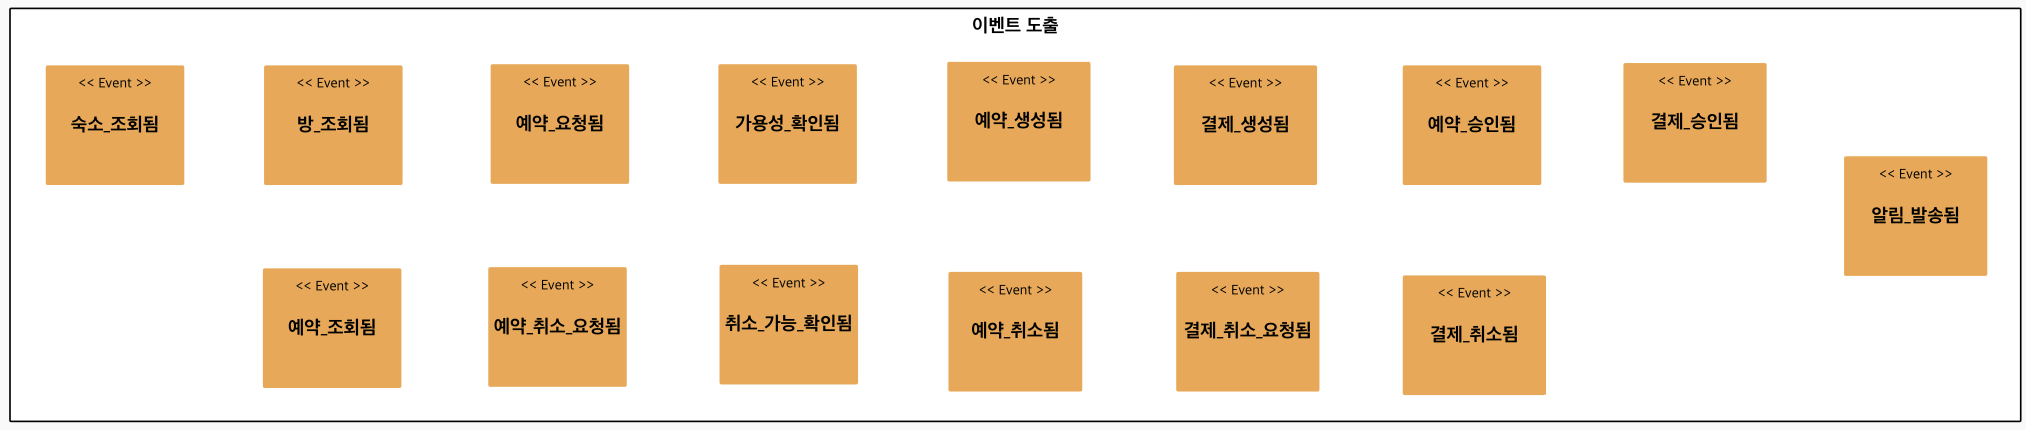 이벤트 도출
<< Event >>
숙소_조회됨
<< Event >>
방_조회됨
<< Event >>
예약_요청됨
<< Event >>
가용성_확인됨
<< Event >>
예약_생성됨
<< Event >>
결제_생성됨
<< Event >>
예약_승인됨
<< Event >>
결제_승인됨
<< Event >>
알림_발송됨
<< Event >>
예약_조회됨
<< Event >>
예약_취소_요청됨
<< Event >>
취소_가능_확인됨
<< Event >>
예약_취소됨
<< Event >>
결제_취소_요청됨
<< Event >>
결제_취소됨